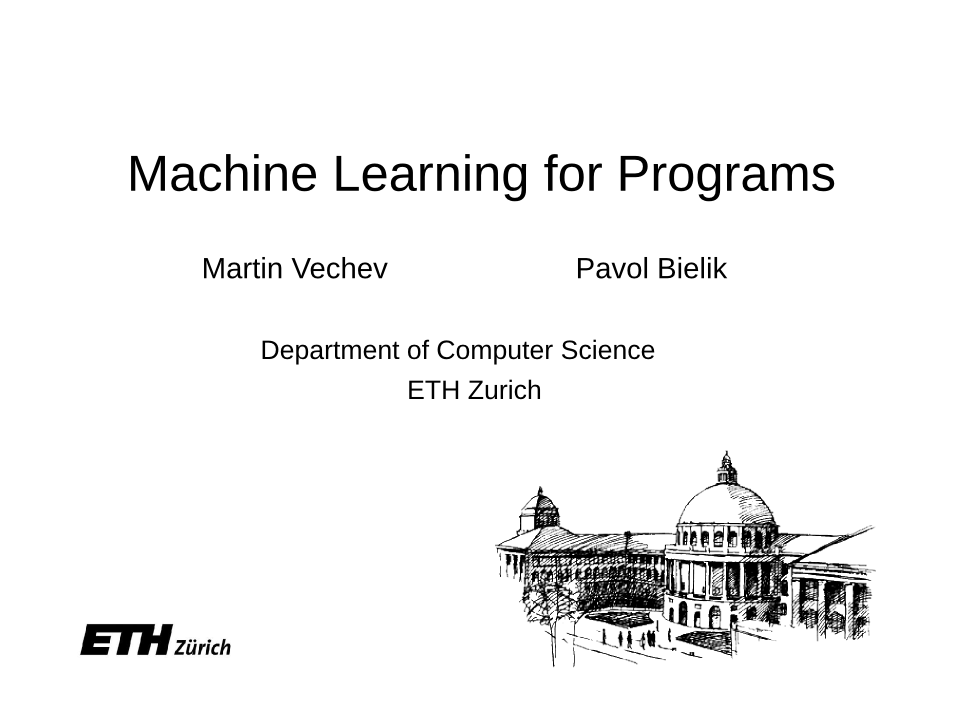 Machine Learning for Programs
Martin Vechev Pavol Bielik
Department of Computer Science
ETH Zurich
ETH Zürich